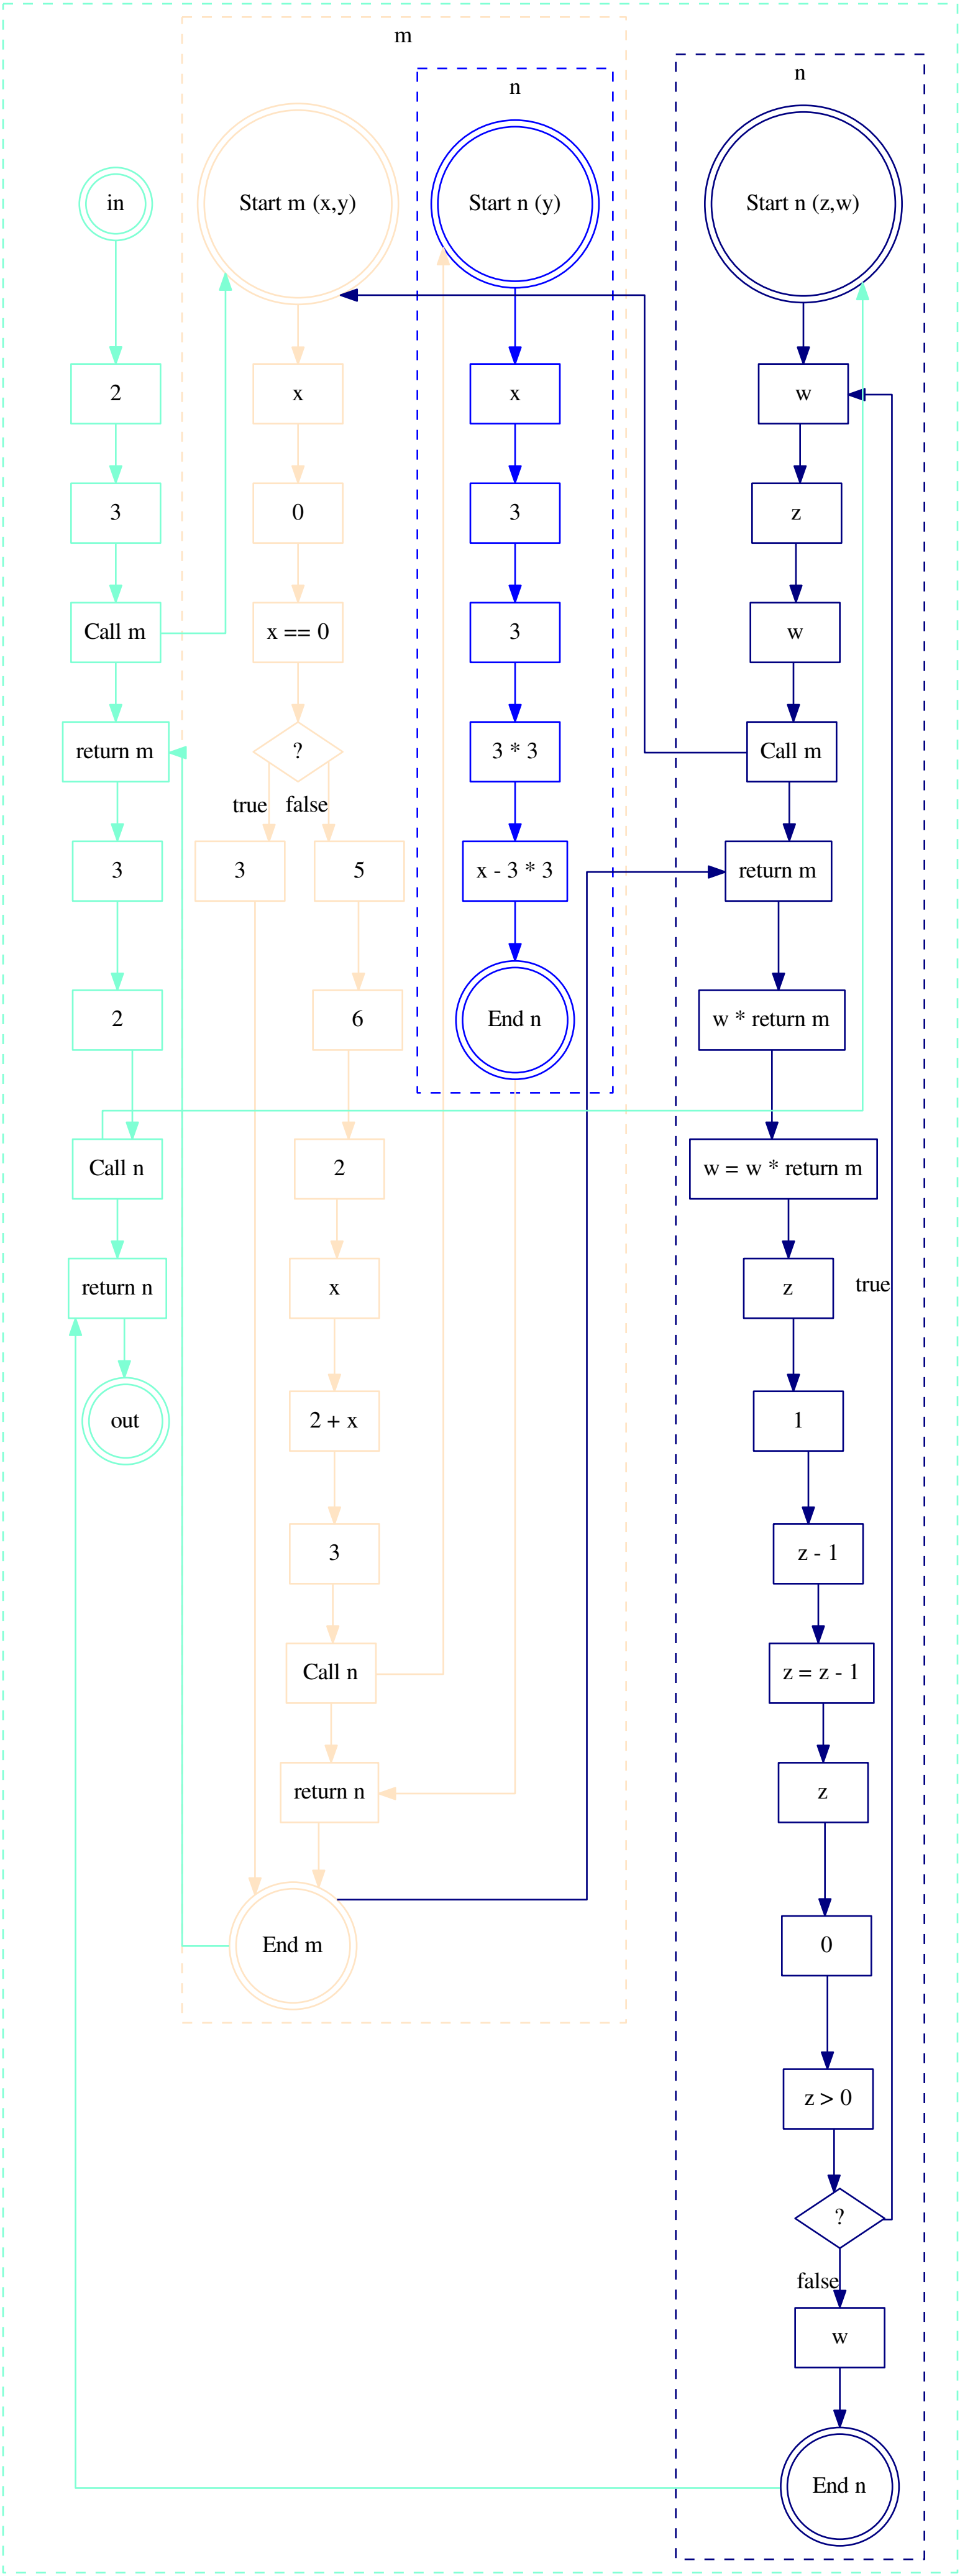 m
n
n
in
Start m (x,y)
Start n (y)
Start n (z,w)
2
x
x
w
3
0
3
z
Call m
x == 0
3
w
return m
?
3 * 3
Call m
true
false
3
3
5
x - 3 * 3
return m
2
6
End n
w * return m
Call n
2
w = w * return m
return n
x
z
true
out
2 + x
1
3
z - 1
Call n
z = z - 1
return n
z
End m
0
z > 0
?
false
w
End n